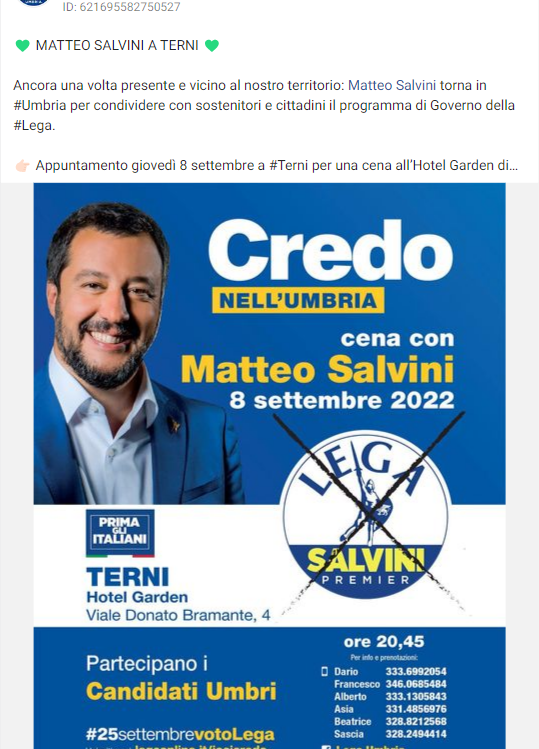 UMBRIA
ID: 621695582750527
💚 MATTEO SALVINI A TERNI 💚
Ancora una volta presente e vicino al nostro territorio: Matteo Salvini torna in
#Umbria per condividere con sostenitori e cittadini il programma di Governo della
#Lega.
👉🏻 Appuntamento giovedì 8 settembre a #Terni per una cena all'Hotel Garden di...
Credo
NELL'UMBRIA
cena con
Matteo Salvini
8 settembre 2022
LEGA
SALVINI
PREMIER
PRIMA
GLI
ITALIANI
TERNI
Hotel Garden
Viale Donato Bramante, 4
ore 20,45
Per info e prenotazioni:
Dario 333.6992054
Francesco 346.0685484
Alberto 333.1305843
Asia 331.4856976
Beatrice 328.8212568
Sascia 328.2494414
Partecipano i
Candidati Umbri
#25settembrevotoLega